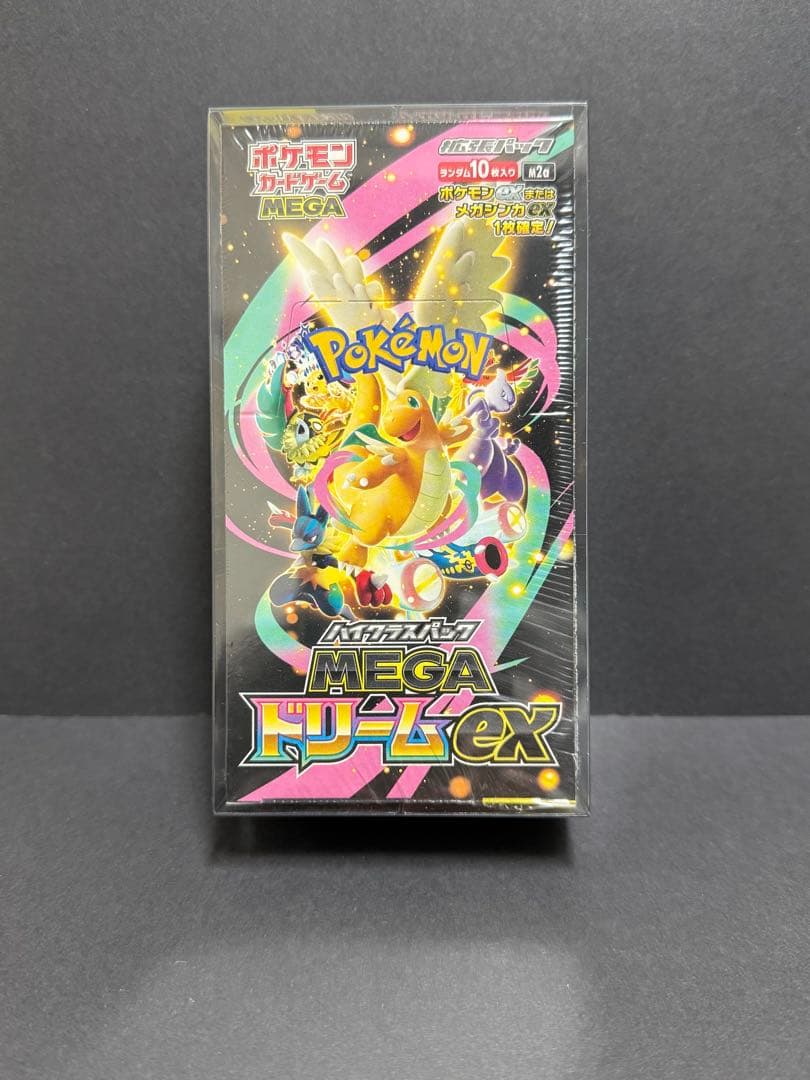 ポケモン
カードゲーム
MEGA
拡張パック
ランダム10枚入り M2a
ポケモンexまたは
メガシンカex
1枚確定!
POKéMON
TM
ハイクラスパック
MEGA
ドリームex